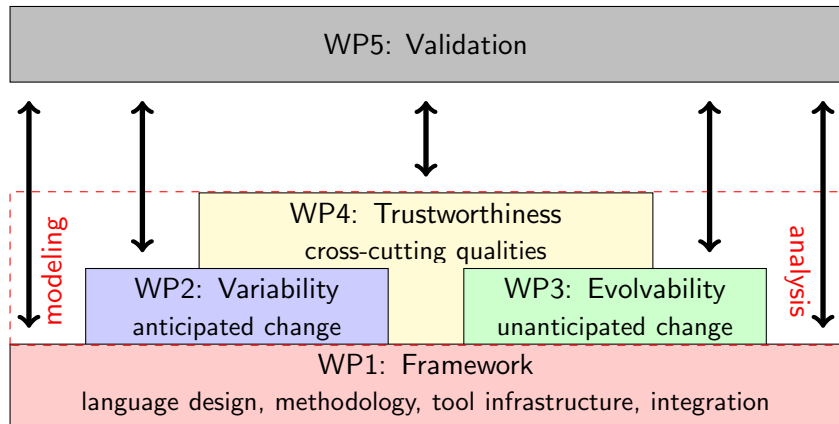 WP5: Validation
WP4: Trustworthiness
cross-cutting qualities
modeling
analysis
WP2: Variability
anticipated change
WP3: Evolvability
unanticipated change
WP1: Framework
language design, methodology, tool infrastructure, integration